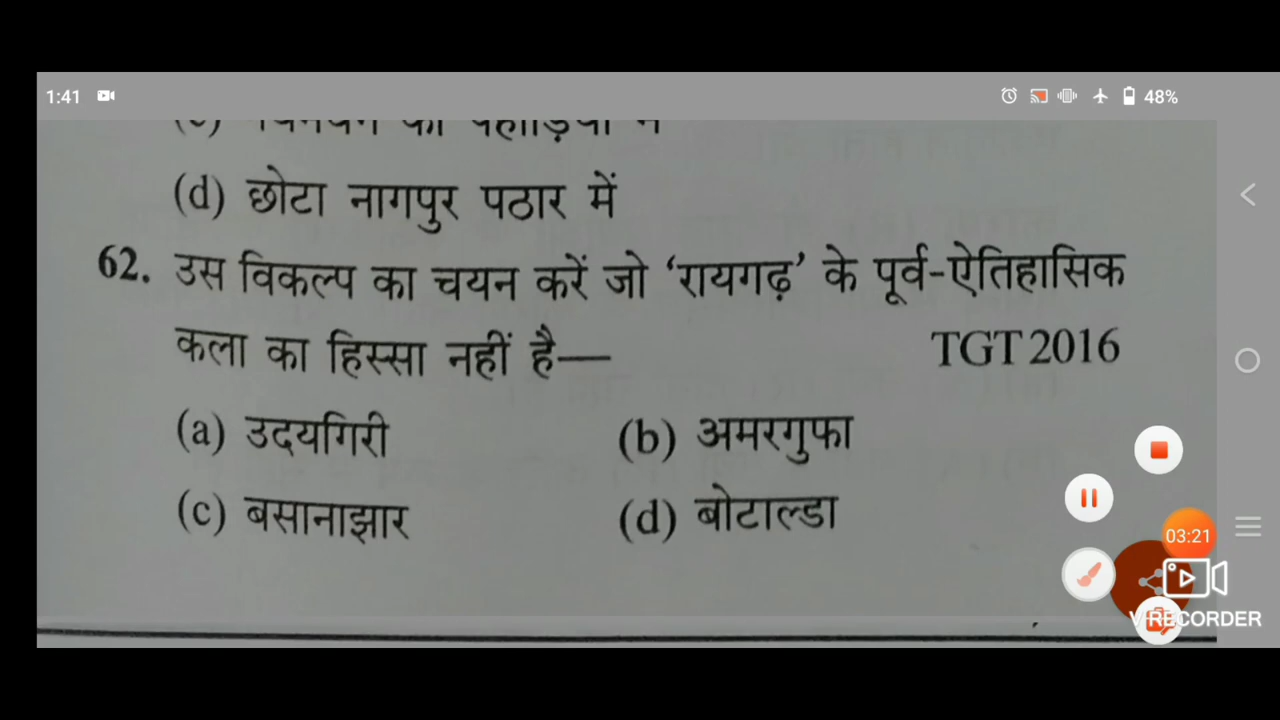 1:41
48%
(d) छोटा नागपुर पठार में
62. उस विकल्प का चयन करें जो ‘रायगढ़’ के पूर्व-ऐतिहासिक
कला का हिस्सा नहीं है— TGT 2016
(a) उदयगिरी (b) अमरगुफा
(c) बसानाझार (d) बोटाल्डा
03:21
V RECORDER